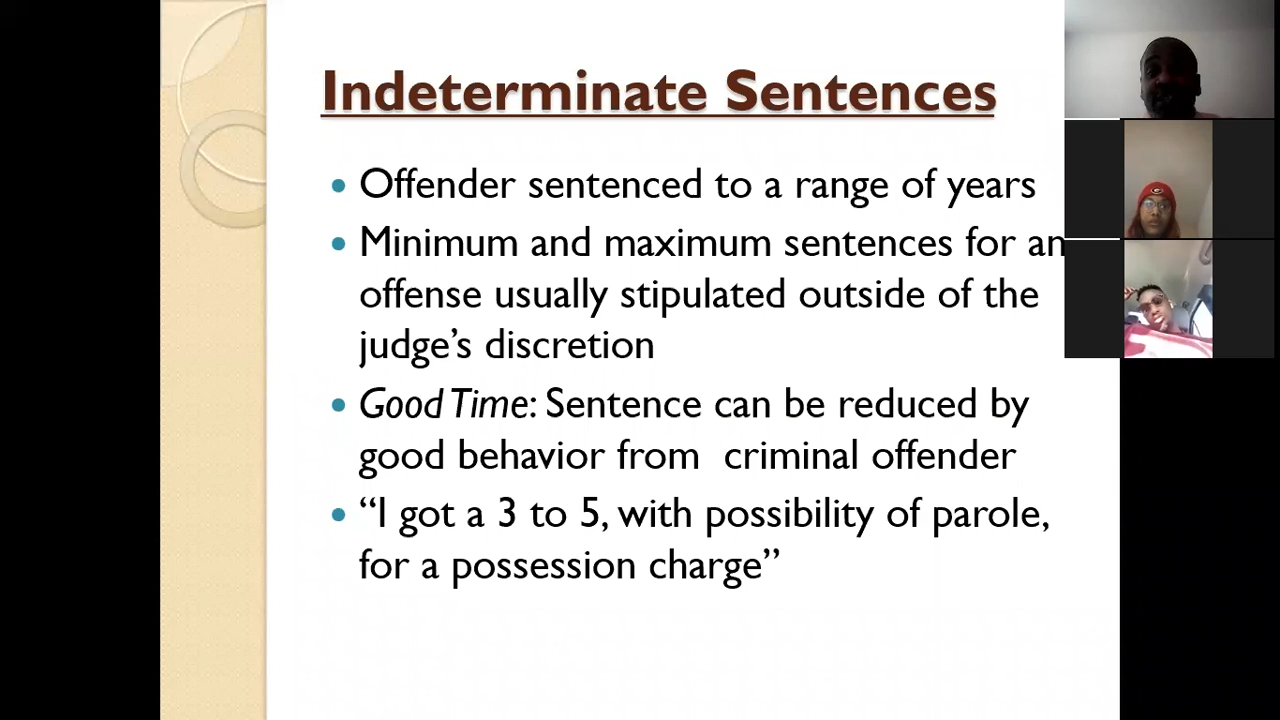 Indeterminate Sentences
• Offender sentenced to a range of years
• Minimum and maximum sentences for an
offense usually stipulated outside of the
judge’s discretion
• Good Time: Sentence can be reduced by
good behavior from  criminal offender
• “I got a 3 to 5, with possibility of parole,
for a possession charge”